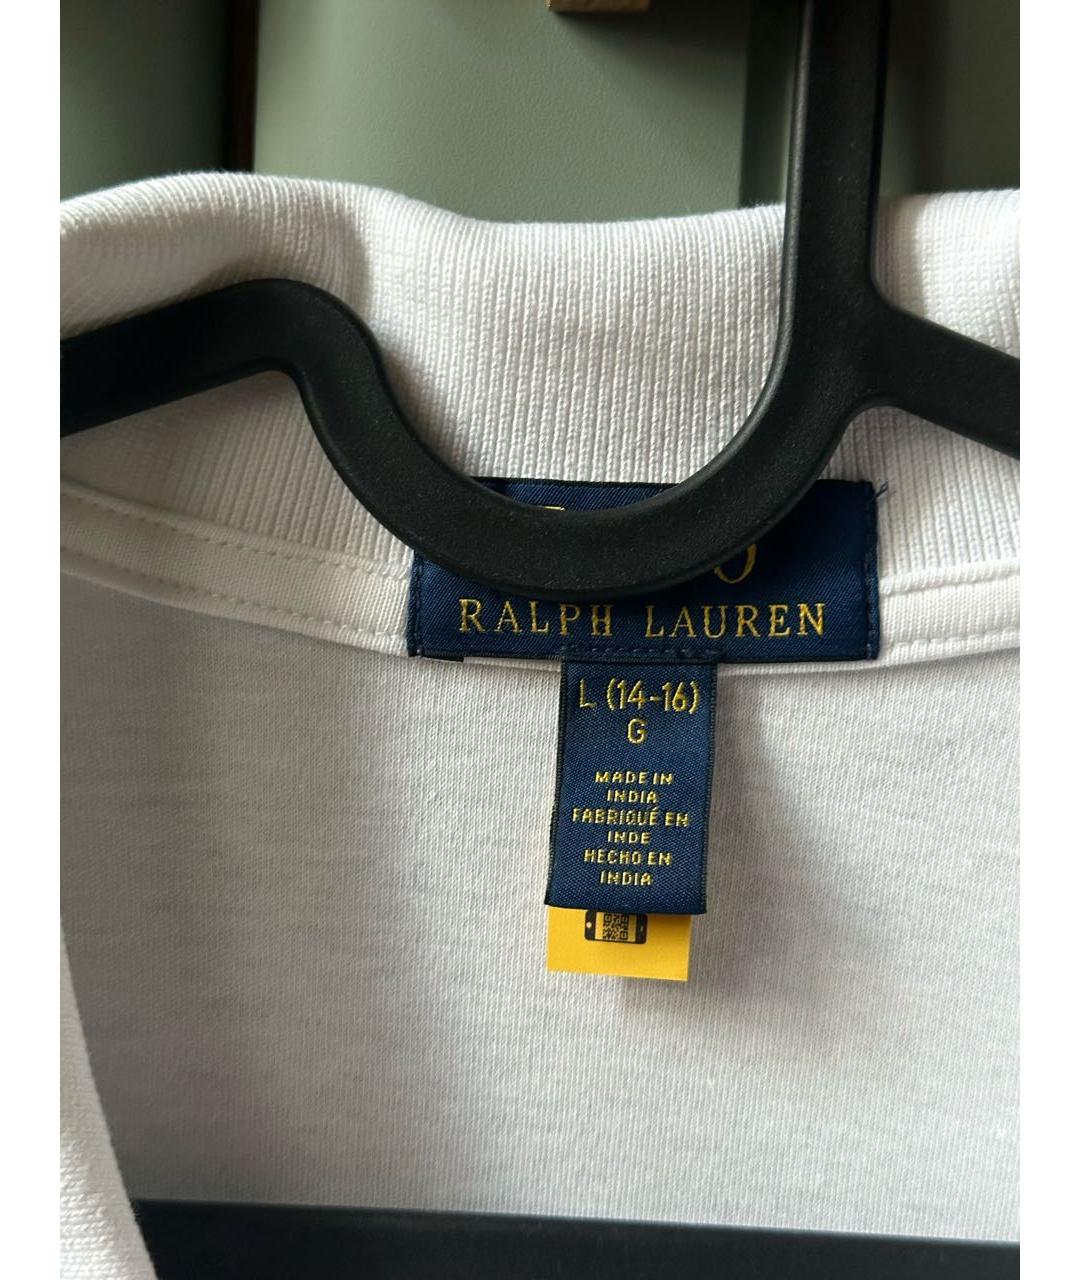 RALPH LAUREN
L (14-16)
G
MADE IN
INDIA
FABRIQUÉ EN
INDE
HECHO EN
INDIA